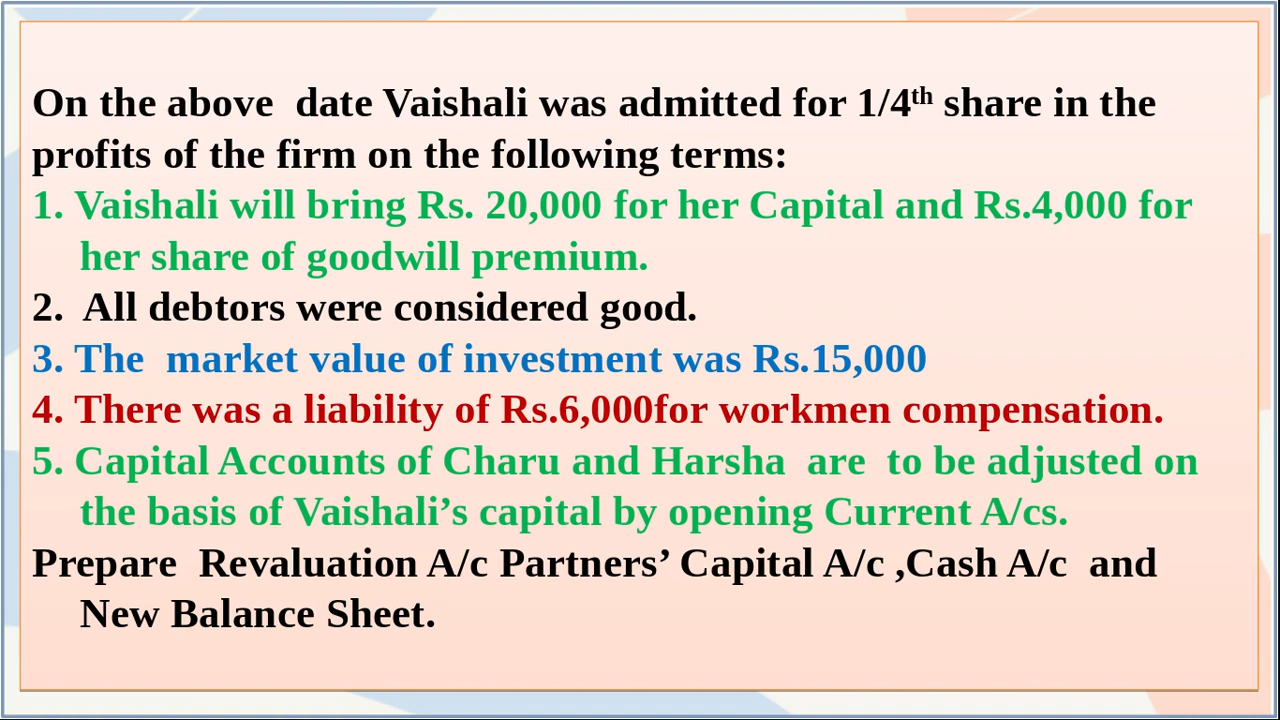 On the above  date Vaishali was admitted for 1/4th share in the
profits of the firm on the following terms:
1. Vaishali will bring Rs. 20,000 for her Capital and Rs.4,000 for
her share of goodwill premium.
2.  All debtors were considered good.
3. The  market value of investment was Rs.15,000
4. There was a liability of Rs.6,000for workmen compensation.
5. Capital Accounts of Charu and Harsha  are  to be adjusted on
the basis of Vaishali’s capital by opening Current A/cs.
Prepare  Revaluation A/c Partners’ Capital A/c ,Cash A/c  and
New Balance Sheet.